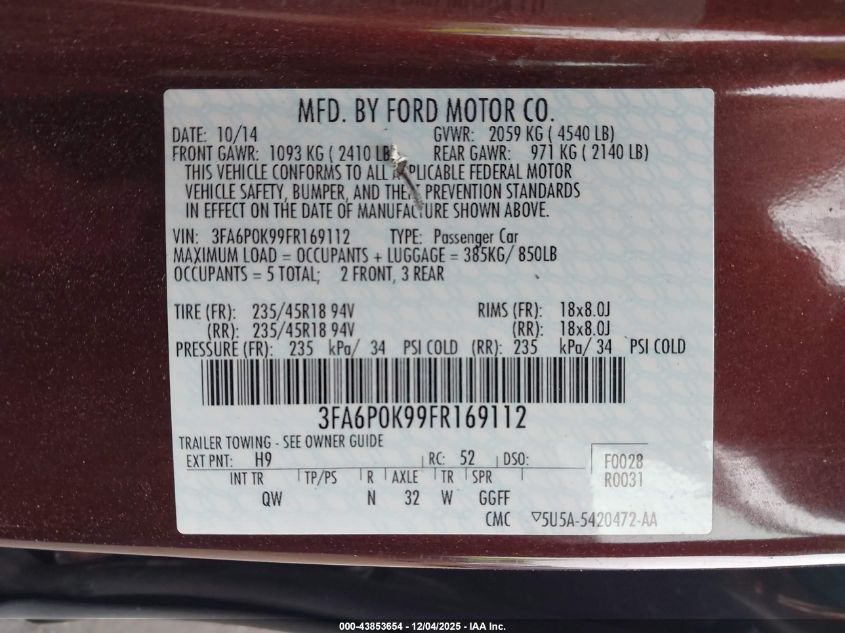 MFD. BY FORD MOTOR CO.
DATE: 10/14 GVWR: 2059 KG ( 4540 LB)
FRONT GAWR: 1093 KG ( 2410 LB) REAR GAWR: 971 KG ( 2140 LB)
THIS VEHICLE CONFORMS TO ALL APPLICABLE FEDERAL MOTOR
VEHICLE SAFETY, BUMPER, AND THEFT PREVENTION STANDARDS
IN EFFECT ON THE DATE OF MANUFACTURE SHOWN ABOVE.
VIN: 3FA6P0K99FR169112 TYPE: Passenger Car
MAXIMUM LOAD = OCCUPANTS + LUGGAGE = 385KG/ 850LB
OCCUPANTS = 5 TOTAL; 2 FRONT, 3 REAR
TIRE (FR): 235/45R18 94V RIMS (FR): 18x8.0J
(RR): 235/45R18 94V (RR): 18x8.0J
PRESSURE (FR): 235 kPa/ 34 PSI COLD (RR): 235 kPa/ 34 PSI COLD
3FA6P0K99FR169112
TRAILER TOWING - SEE OWNER GUIDE
EXT PNT: H9 RC: 52 DSO: F0028
INT TR TP/PS R AXLE TR SPR R0031
QW N 32 W GGFF
CMC ▽5U5A-5420472-AA
000-43853654 - 12/04/2025 - IAA Inc.